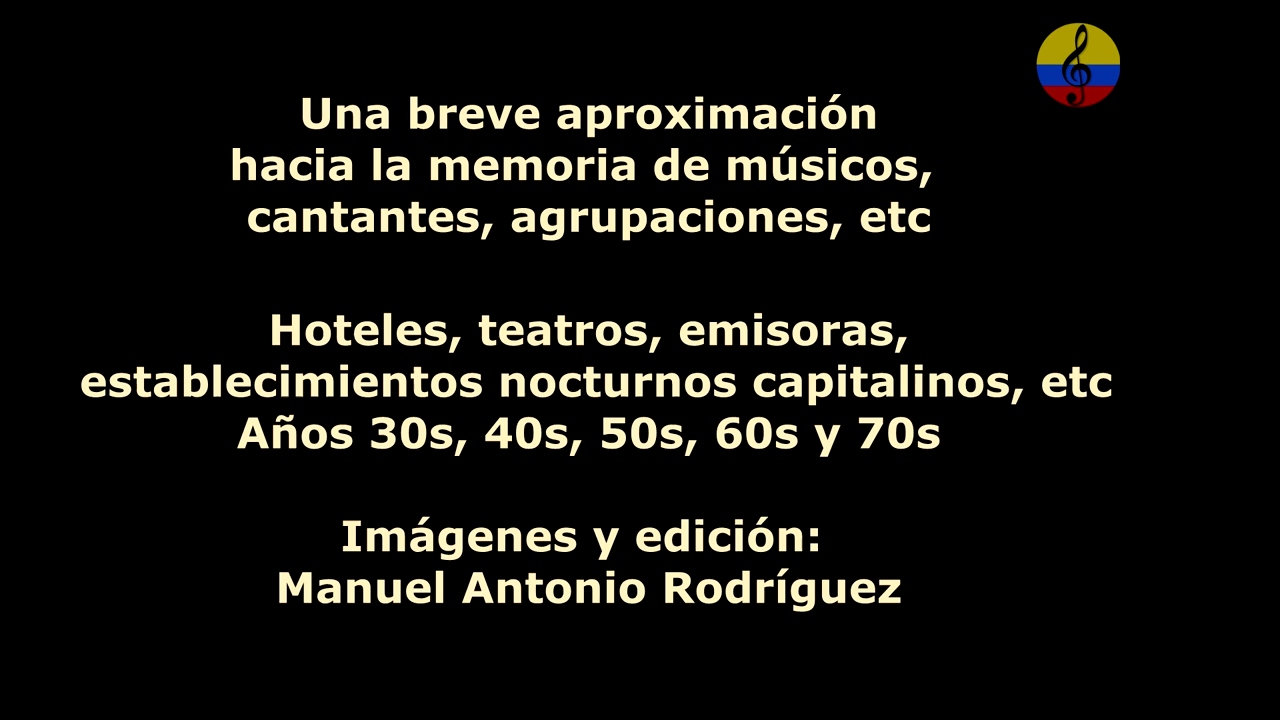 Una breve aproximación
hacia la memoria de músicos,
cantantes, agrupaciones, etc
Hoteles, teatros, emisoras,
establecimientos nocturnos capitalinos, etc
Años 30s, 40s, 50s, 60s y 70s
Imágenes y edición:
Manuel Antonio Rodríguez